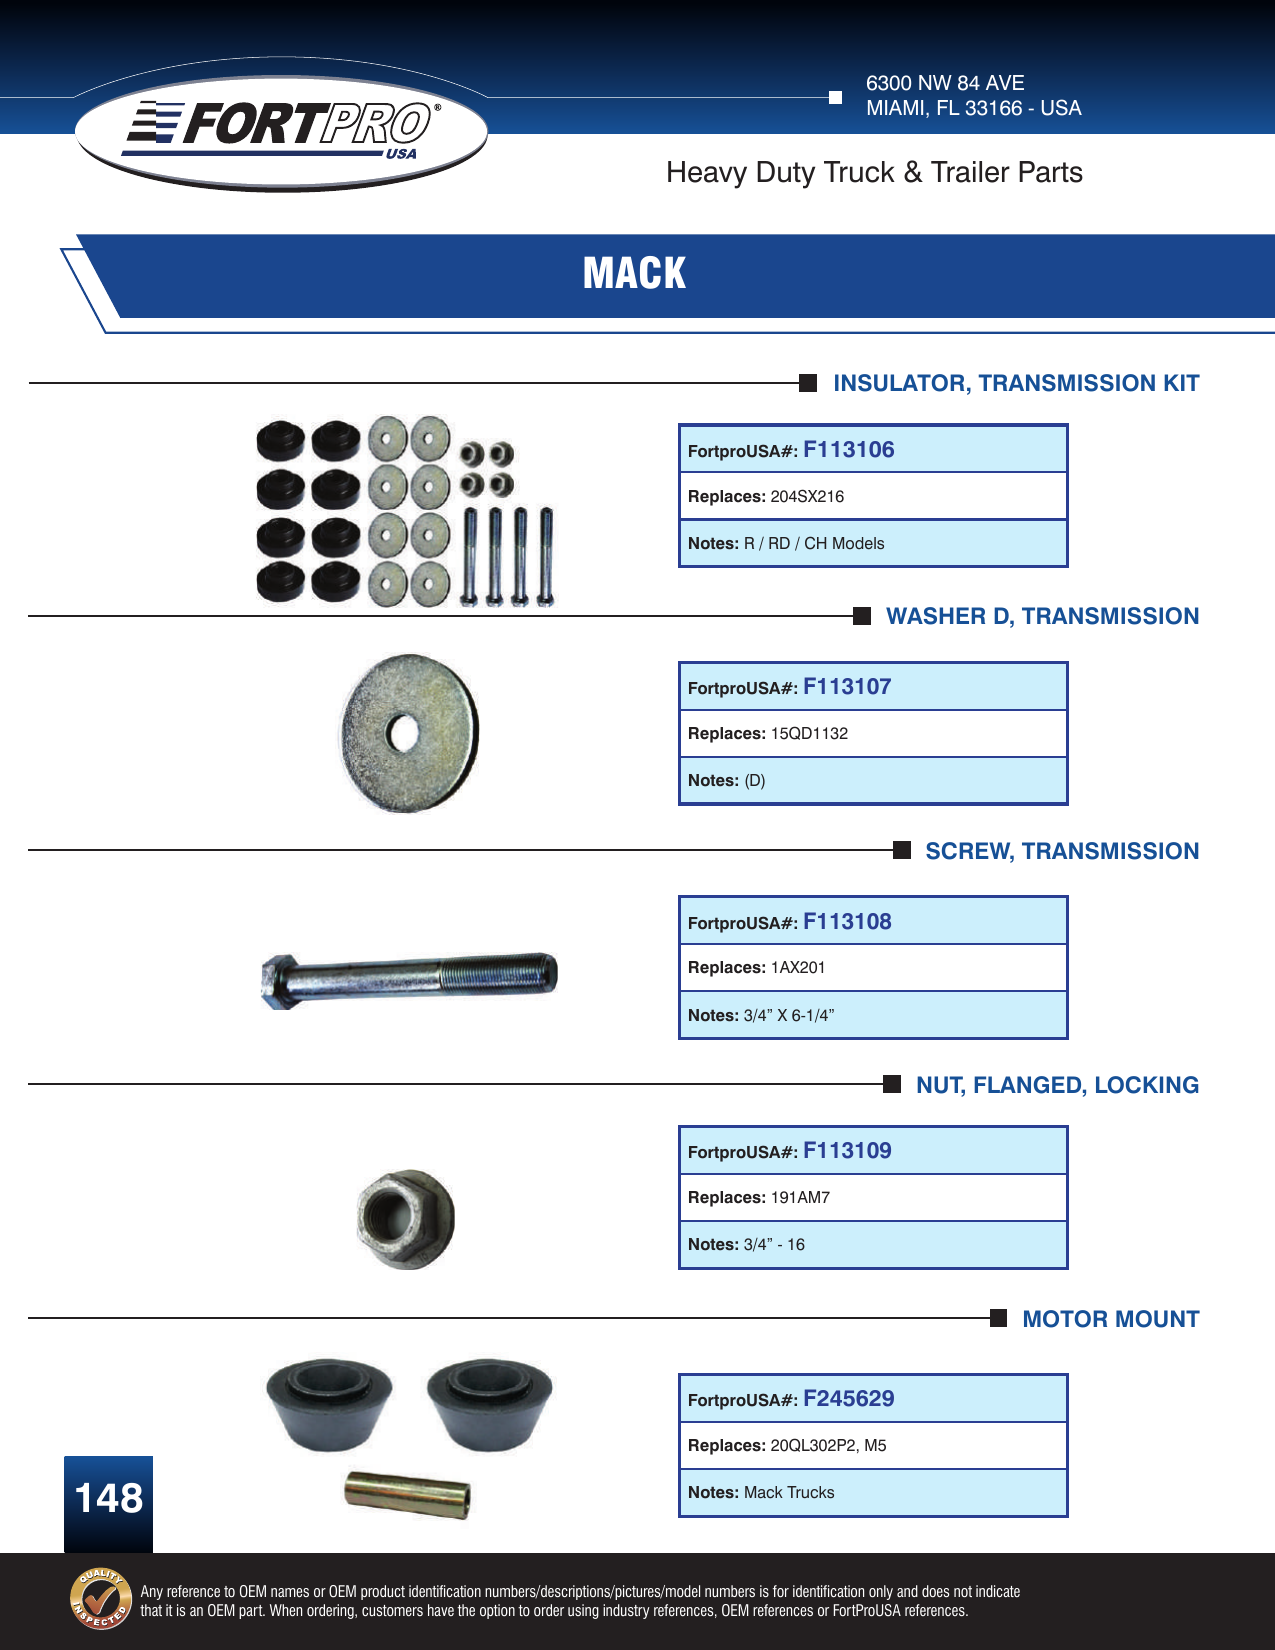 6300 NW 84 AVE
MIAMI, FL 33166 - USA
FORTPRO®
USA
Heavy Duty Truck & Trailer Parts
MACK
INSULATOR, TRANSMISSION KIT
FortproUSA#: F113106
Replaces: 204SX216
Notes: R / RD / CH Models
WASHER D, TRANSMISSION
FortproUSA#: F113107
Replaces: 15QD1132
Notes: (D)
SCREW, TRANSMISSION
FortproUSA#: F113108
Replaces: 1AX201
Notes: 3/4” X 6-1/4”
NUT, FLANGED, LOCKING
FortproUSA#: F113109
Replaces: 191AM7
Notes: 3/4” - 16
MOTOR MOUNT
FortproUSA#: F245629
Replaces: 20QL302P2, M5
Notes: Mack Trucks
148
QUALITY
INSPECTED
Any reference to OEM names or OEM product identification numbers/descriptions/pictures/model numbers is for identification only and does not indicate
that it is an OEM part. When ordering, customers have the option to order using industry references, OEM references or FortProUSA references.